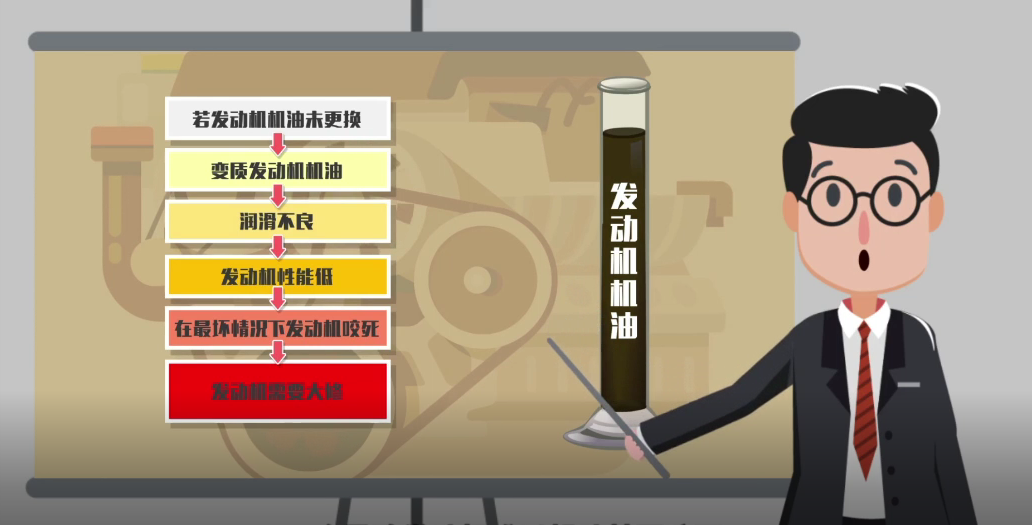 若发动机机油未更换
变质发动机机油
润滑不良
发动机性能低
在最坏情况下发动机咬死
发动机需要大修
发动机机油